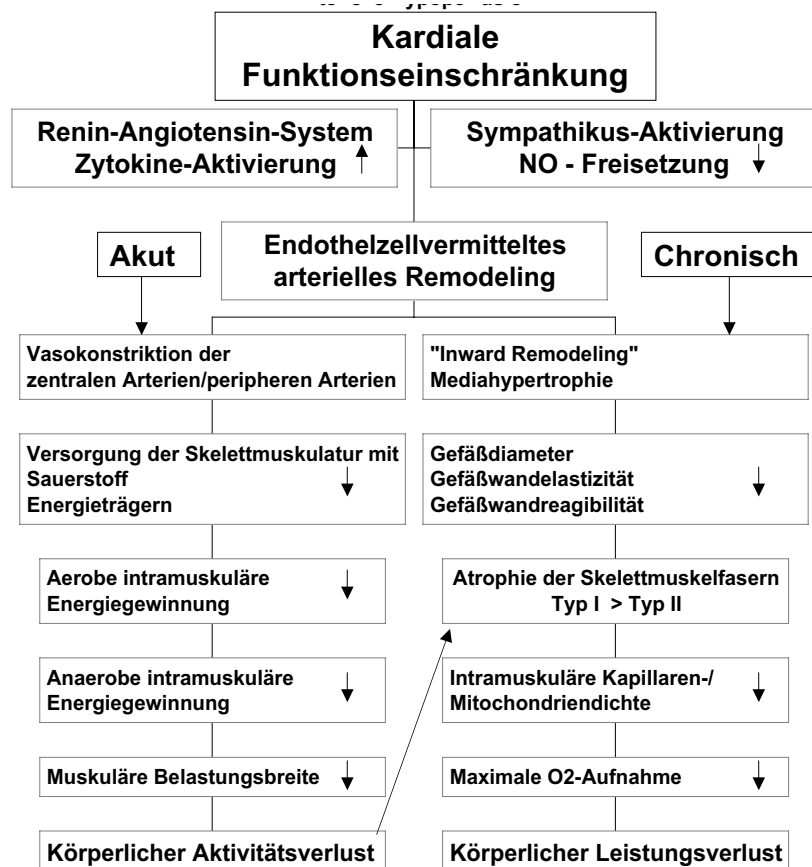 Kardiale
Funktionseinschränkung
Renin-Angiotensin-System
Zytokine-Aktivierung
Sympathikus-Aktivierung
NO - Freisetzung
Endothelzellvermitteltes
arterielles Remodeling
Akut
Chronisch
Vasokonstriktion der
zentralen Arterien/peripheren Arterien
"Inward Remodeling"
Mediahypertrophie
Versorgung der Skelettmuskulatur mit
Sauerstoff
Energieträgern
Gefäßdiameter
Gefäßwandelastizität
Gefäßwandreagibilität
Aerobe intramuskuläre
Energiegewinnung
Atrophie der Skelettmuskelfasern
Typ I > Typ II
Anaerobe intramuskuläre
Energiegewinnung
Intramuskuläre Kapillaren-/
Mitochondriendichte
Muskuläre Belastungsbreite
Maximale O2-Aufnahme
Körperlicher Aktivitätsverlust
Körperlicher Leistungsverlust